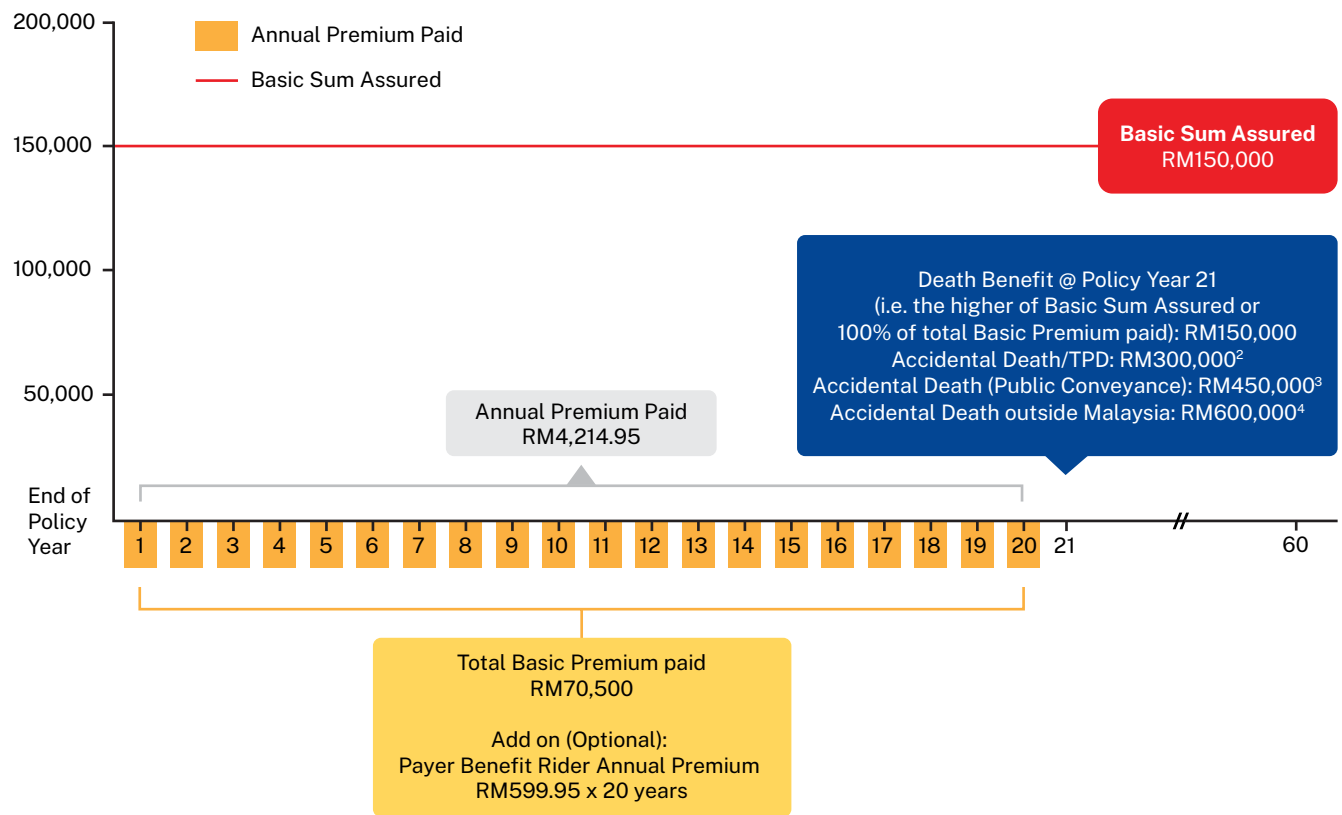 200,000
Annual Premium Paid
Basic Sum Assured
150,000
Basic Sum Assured
RM150,000
100,000
Death Benefit @ Policy Year 21
(i.e. the higher of Basic Sum Assured or
100% of total Basic Premium paid): RM150,000
Accidental Death/TPD: RM300,000²
Accidental Death (Public Conveyance): RM450,000³
Accidental Death outside Malaysia: RM600,000⁴
50,000
Annual Premium Paid
RM4,214.95
End of
Policy
Year
1 2 3 4 5 6 7 8 9 10 11 12 13 14 15 16 17 18 19 20 21 60
Total Basic Premium paid
RM70,500
Add on (Optional):
Payer Benefit Rider Annual Premium
RM599.95 x 20 years